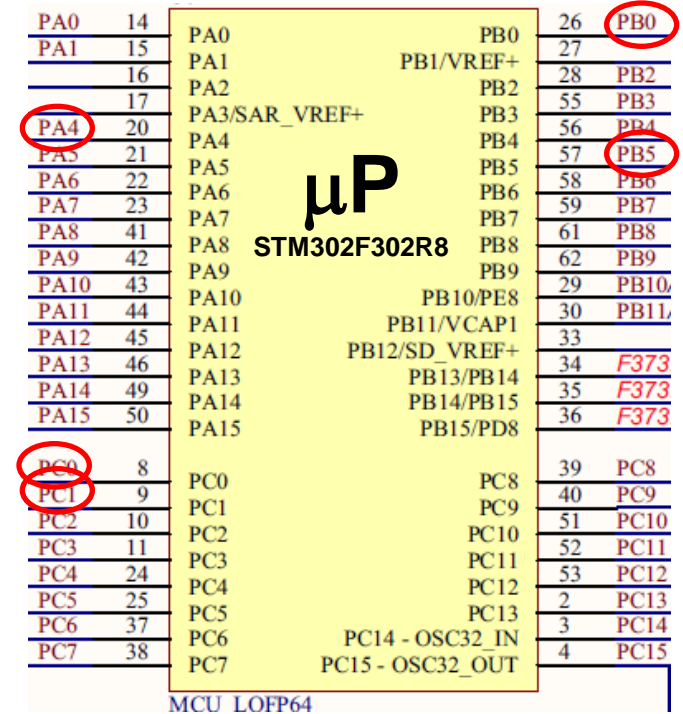 PA0 14 PA0 PB0 26 PB0
PA1 15 PA1 PB1/VREF+ 27
16 PA2 PB2 28 PB2
17 PA3/SAR_VREF+ PB3 55 PB3
PA4 20 PA4 PB4 56 PB4
PA5 21 PA5 PB5 57 PB5
PA6 22 PA6 PB6 58 PB6
PA7 23 PA7 PB7 59 PB7
μP
PA8 41 PA8 PB8 61 PB8
STM302F302R8
PA9 42 PA9 PB9 62 PB9
PA10 43 PA10 PB10/PE8 29 PB10/
PA11 44 PA11 PB11/VCAP1 30 PB11/
PA12 45 PA12 PB12/SD_VREF+ 33
PA13 46 PA13 PB13/PB14 34 F373
PA14 49 PA14 PB14/PB15 35 F373
PA15 50 PA15 PB15/PD8 36 F373
PC0 8 PC0 PC8 39 PC8
PC1 9 PC1 PC9 40 PC9
PC2 10 PC2 PC10 51 PC10
PC3 11 PC3 PC11 52 PC11
PC4 24 PC4 PC12 53 PC12
PC5 25 PC5 PC13 2 PC13
PC6 37 PC6 PC14 - OSC32_IN 3 PC14
PC7 38 PC7 PC15 - OSC32_OUT 4 PC15
MCU LOFP64